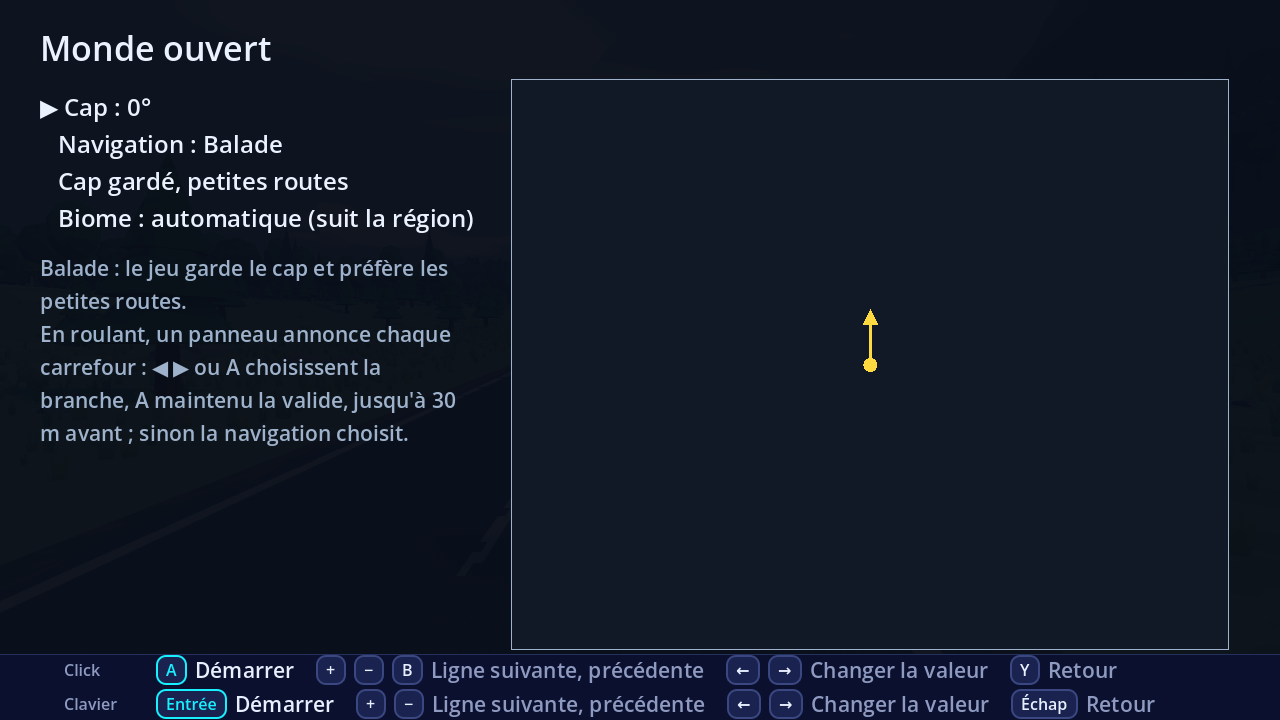 Monde ouvert
▶ Cap : 0°
Navigation : Balade
Cap gardé, petites routes
Biome : automatique (suit la région)
Balade : le jeu garde le cap et préfère les
petites routes.
En roulant, un panneau annonce chaque
carrefour : ◀ ▶ ou A choisissent la
branche, A maintenu la valide, jusqu'à 30
m avant ; sinon la navigation choisit.
Click A Démarrer + − B Ligne suivante, précédente ← → Changer la valeur Y Retour
Clavier Entrée Démarrer + − Ligne suivante, précédente ← → Changer la valeur Échap Retour